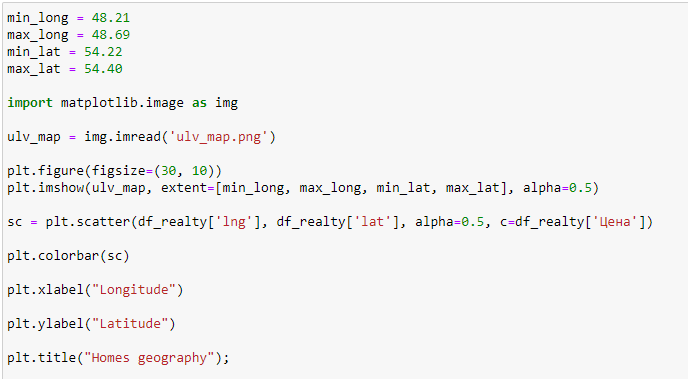 min_long = 48.21
max_long = 48.69
min_lat = 54.22
max_lat = 54.40
import matplotlib.image as img
ulv_map = img.imread('ulv_map.png')
plt.figure(figsize=(30, 10))
plt.imshow(ulv_map, extent=[min_long, max_long, min_lat, max_lat], alpha=0.5)
sc = plt.scatter(df_realty['lng'], df_realty['lat'], alpha=0.5, c=df_realty['Цена'])
plt.colorbar(sc)
plt.xlabel("Longitude")
plt.ylabel("Latitude")
plt.title("Homes geography");